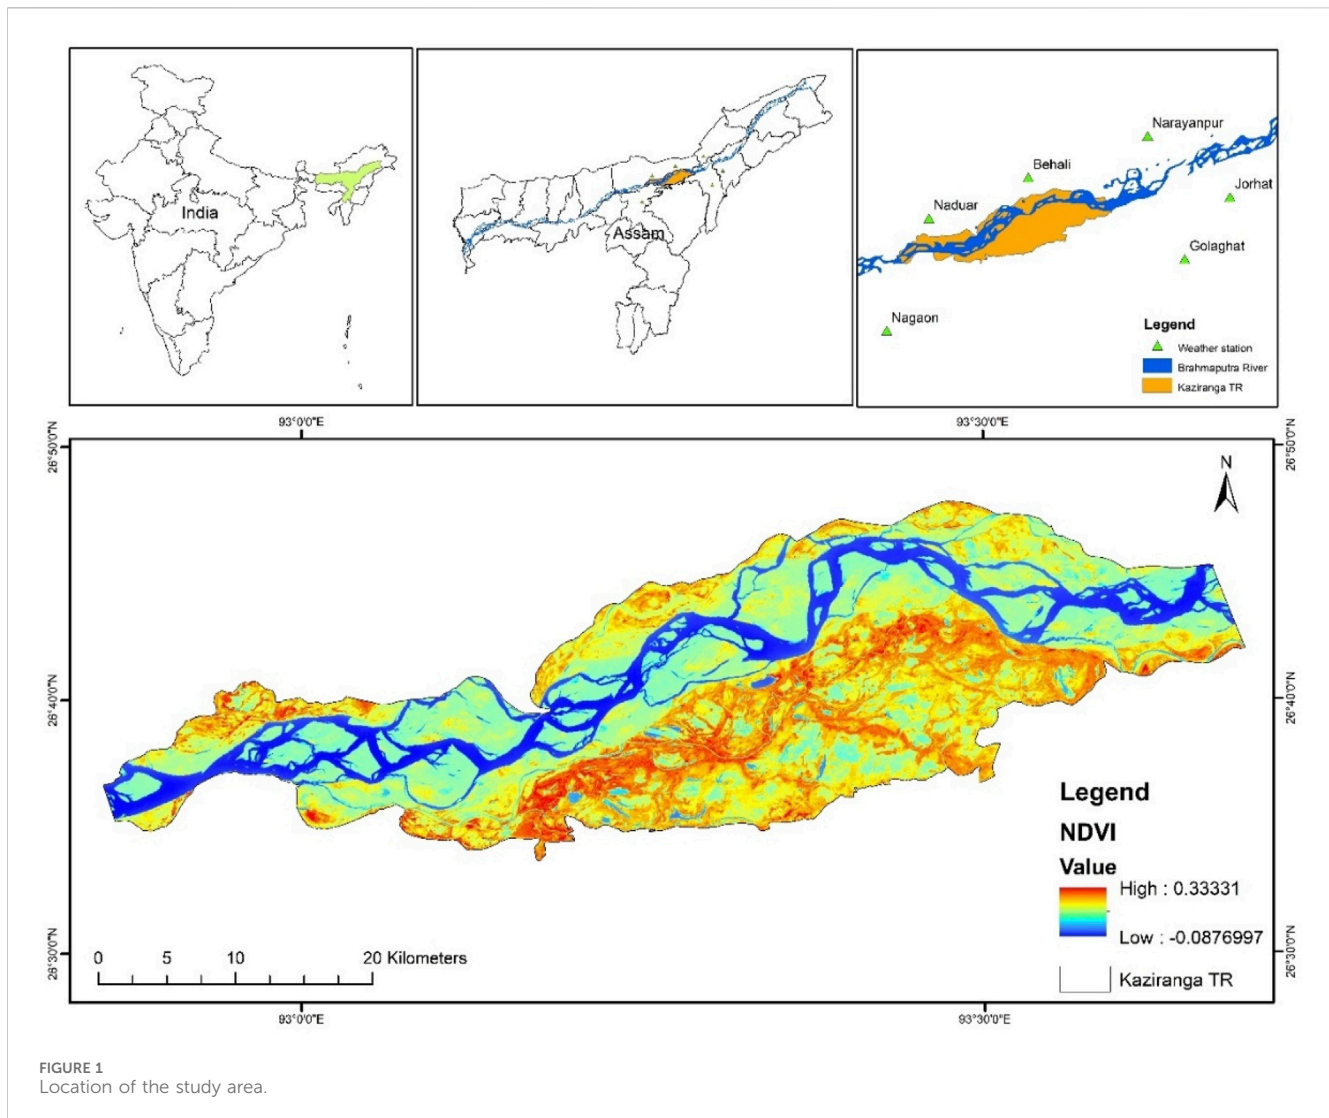 India
Assam
Narayanpur
Behali
Jorhat
Naduar
Golaghat
Nagaon
Legend
Weather station
Brahmaputra River
Kaziranga TR
93°0'0"E
93°30'0"E
26°50'0"N
26°50'0"N
N
26°40'0"N
26°40'0"N
Legend
NDVI
Value
High : 0.33331
Low : -0.0876997
Kaziranga TR
0 5 10 20 Kilometers
26°30'0"N
26°30'0"N
93°0'0"E
93°30'0"E
FIGURE 1
Location of the study area.